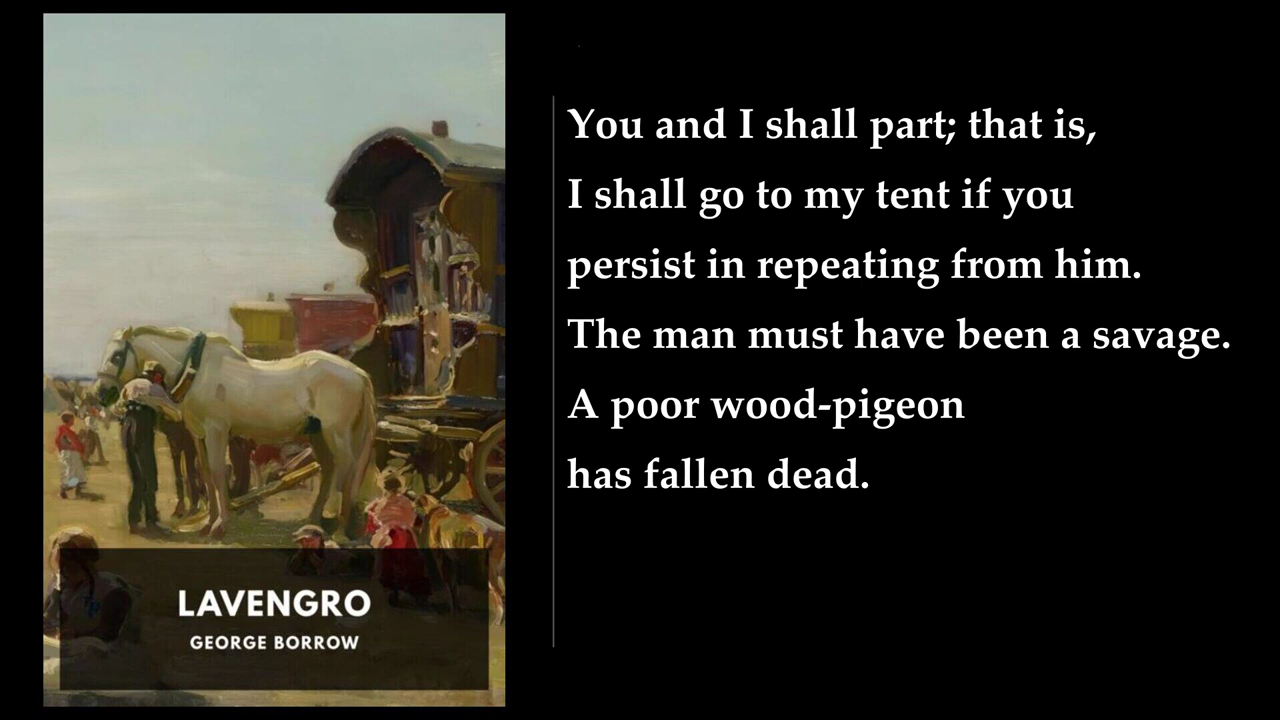 You and I shall part; that is,
I shall go to my tent if you
persist in repeating from him.
The man must have been a savage.
A poor wood-pigeon
has fallen dead.
LAVENGRO
GEORGE BORROW